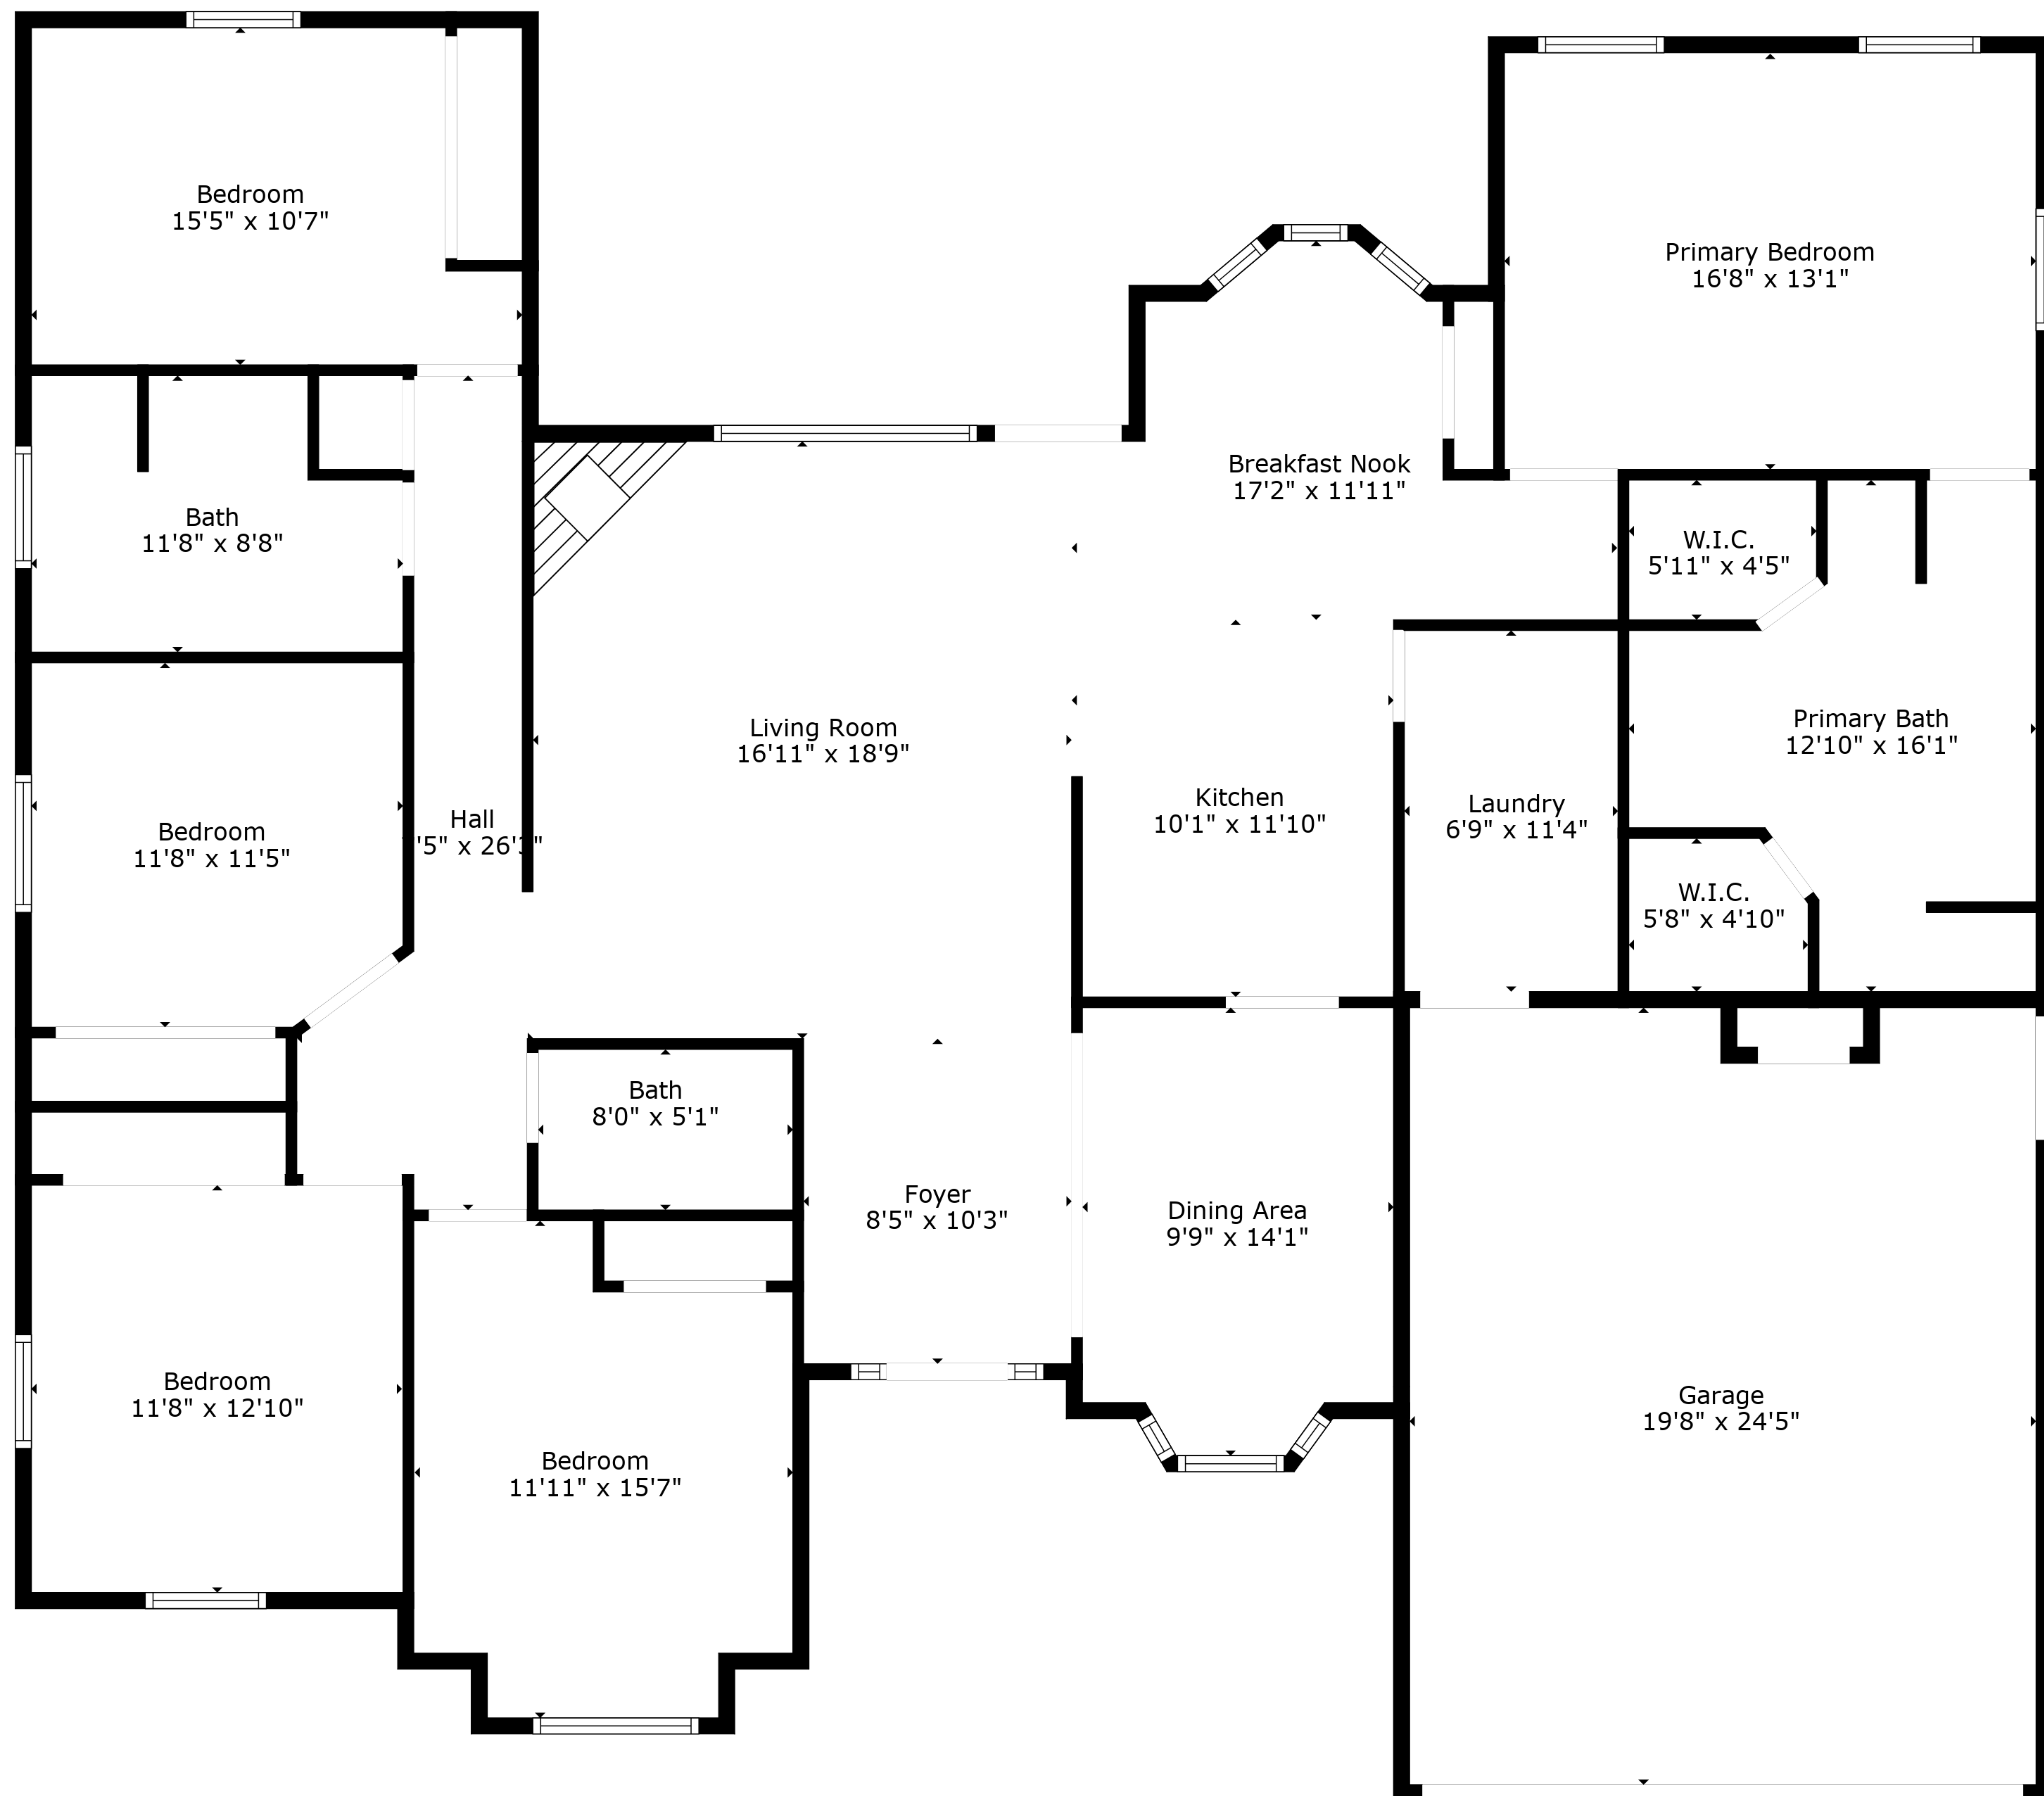 Bedroom
15'5" x 10'7"
Primary Bedroom
16'8" x 13'1"
Breakfast Nook
17'2" x 11'11"
Bath
11'8" x 8'8"
W.I.C.
5'11" x 4'5"
Living Room
16'11" x 18'9"
Primary Bath
12'10" x 16'1"
Kitchen
10'1" x 11'10"
Laundry
6'9" x 11'4"
Hall
'5" x 26'3"
Bedroom
11'8" x 11'5"
W.I.C.
5'8" x 4'10"
Bath
8'0" x 5'1"
Foyer
8'5" x 10'3"
Dining Area
9'9" x 14'1"
Bedroom
11'8" x 12'10"
Garage
19'8" x 24'5"
Bedroom
11'11" x 15'7"